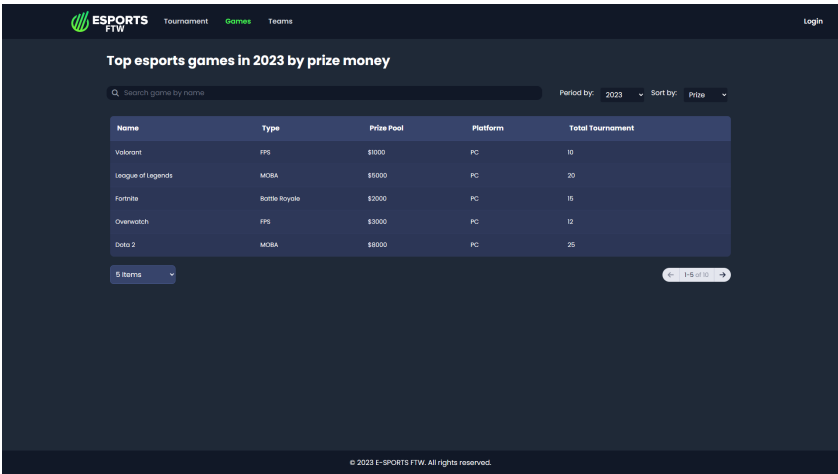 ESPORTS
FTW
Tournament Games Teams Login
Top esports games in 2023 by prize money
Search game by name Period by: 2023 Sort by: Prize
Name Type Prize Pool Platform Total Tournament
Valorant FPS $1000 PC 10
League of Legends MOBA $5000 PC 20
Fortnite Battle Royale $2000 PC 15
Overwatch FPS $3000 PC 12
Data 2 MOBA $8000 PC 25
5 Items 1-5 of 10
© 2023 E-SPORTS FTW. All rights reserved.